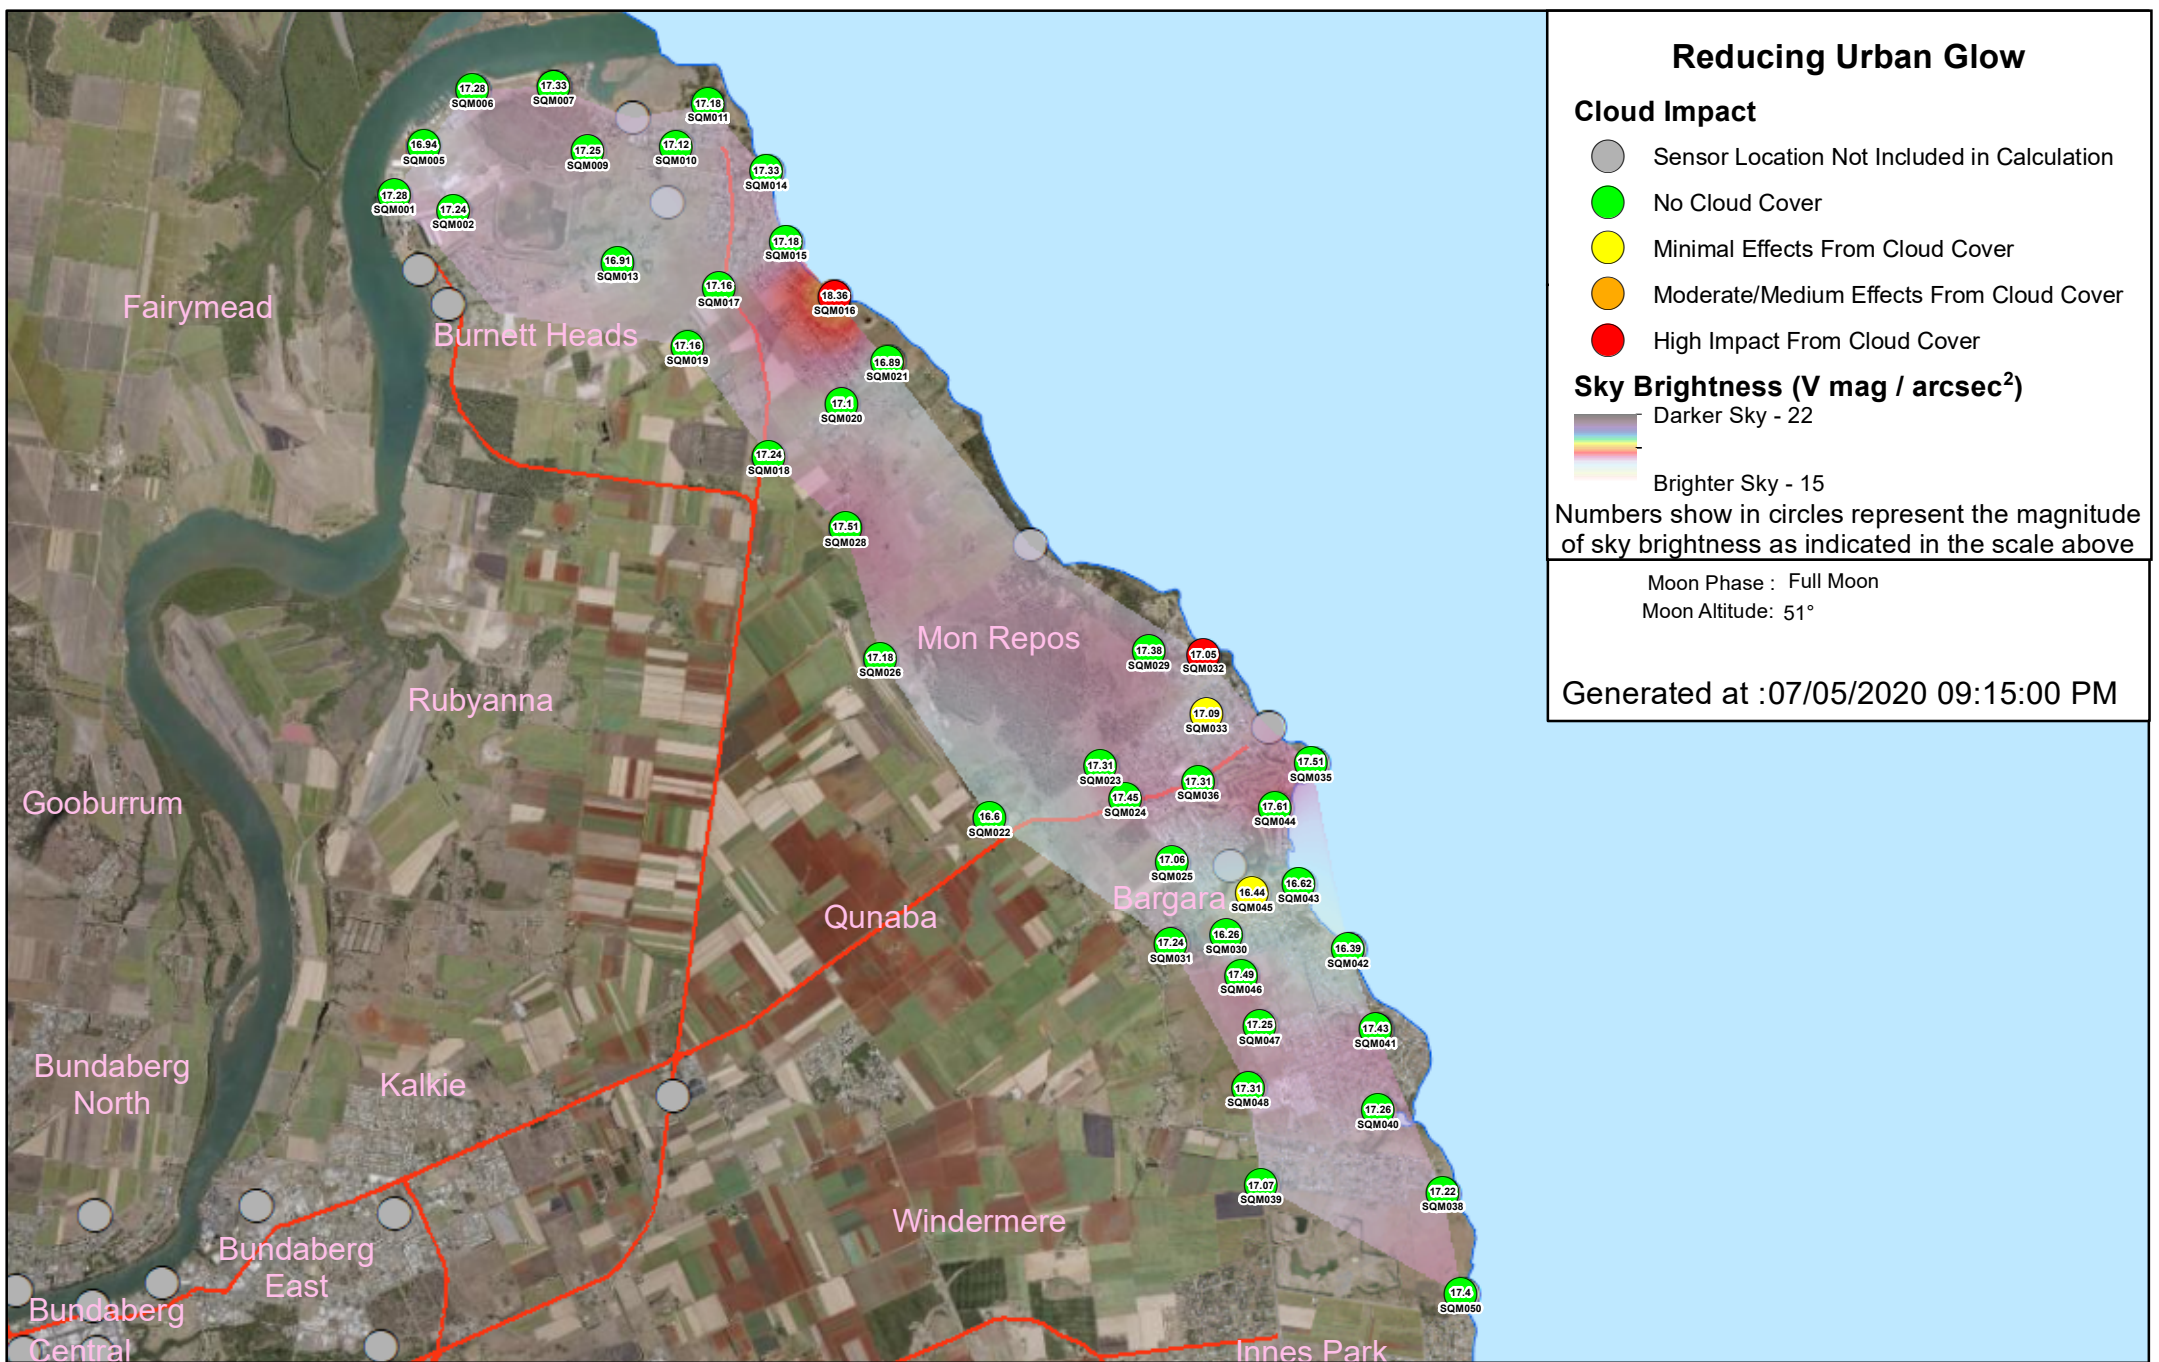 Reducing Urban Glow
Cloud Impact
Sensor Location Not Included in Calculation
No Cloud Cover
Minimal Effects From Cloud Cover
Moderate/Medium Effects From Cloud Cover
High Impact From Cloud Cover
Sky Brightness (V mag / arcsec²)
Darker Sky - 22
Brighter Sky - 15
Numbers show in circles represent the magnitude
of sky brightness as indicated in the scale above
Moon Phase : Full Moon
Moon Altitude: 51°
Generated at :07/05/2020 09:15:00 PM
17.28
SQM006
17.33
SQM007
17.18
SQM011
16.94
SQM005
17.25
SQM009
17.12
SQM010
17.33
SQM014
17.28
SQM001
17.24
SQM002
17.18
SQM015
16.91
SQM013
17.16
SQM017
18.36
SQM016
Fairymead
Burnett Heads
17.16
SQM019
16.89
SQM021
17.1
SQM020
17.24
SQM018
17.51
SQM028
Mon Repos
17.18
SQM026
17.38
SQM029
17.05
SQM032
Rubyanna
17.09
SQM033
17.31
SQM023
17.51
SQM035
17.31
SQM036
17.45
SQM024
17.61
SQM044
Gooburrum
16.6
SQM022
17.06
SQM025
Bargara
16.44
SQM045
16.62
SQM043
Qunaba
17.24
SQM031
16.26
SQM030
16.39
SQM042
17.49
SQM046
17.25
SQM047
17.43
SQM041
Bundaberg
North
Kalkie
17.31
SQM048
17.26
SQM040
17.07
SQM039
17.22
SQM038
Windermere
Bundaberg
East
17.4
SQM050
Bundaberg
Central
Innes Park